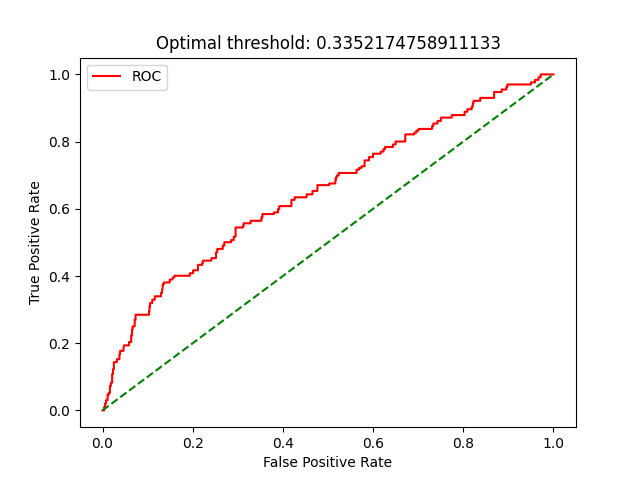 Optimal threshold: 0.3352174758911133
ROC
1.0
0.8
0.6
0.4
0.2
0.0
True Positive Rate
0.0 0.2 0.4 0.6 0.8 1.0
False Positive Rate